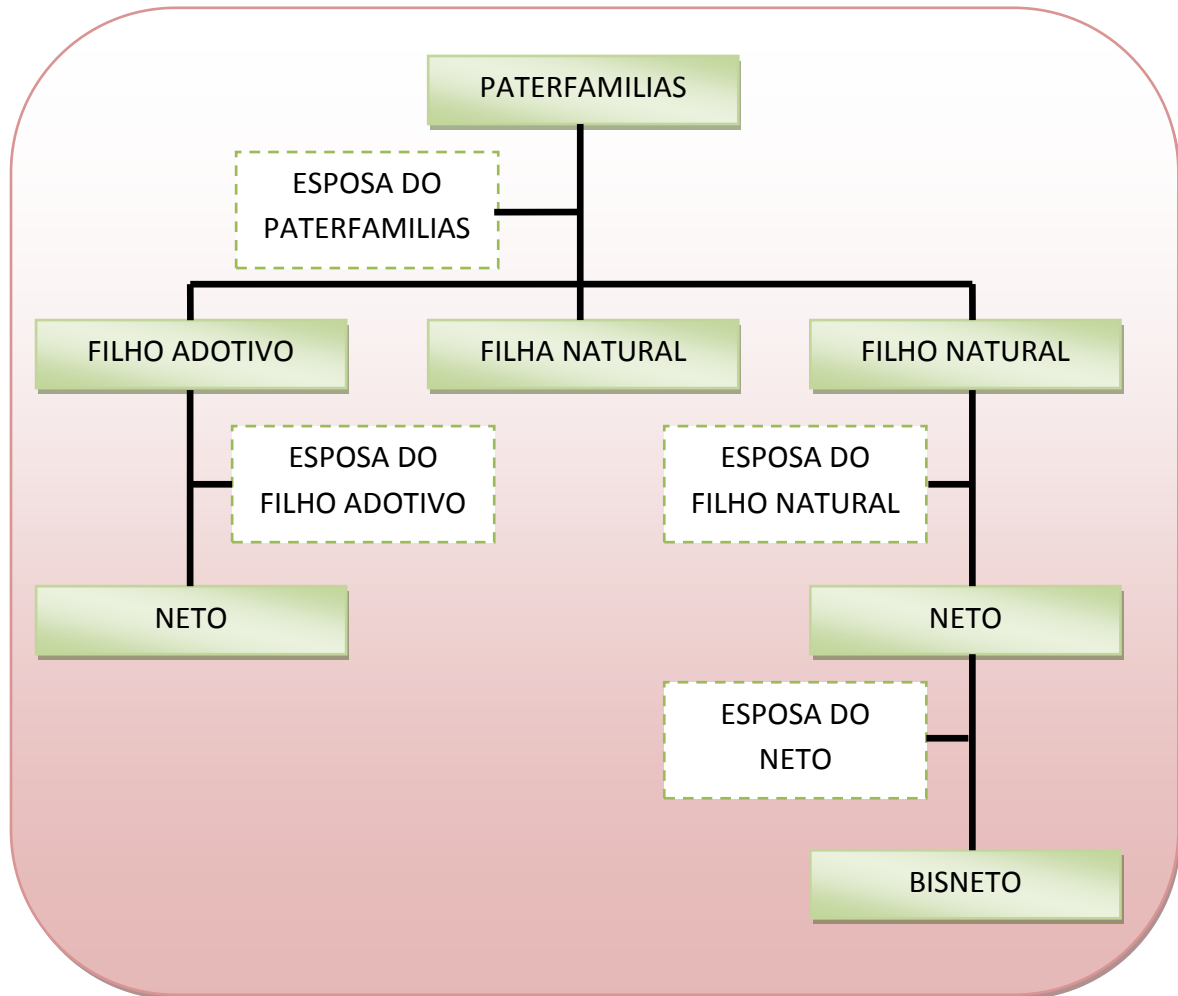 PATERFAMILIAS
ESPOSA DO
PATERFAMILIAS
FILHO ADOTIVO
FILHA NATURAL
FILHO NATURAL
ESPOSA DO
FILHO ADOTIVO
ESPOSA DO
FILHO NATURAL
NETO
NETO
ESPOSA DO
NETO
BISNETO